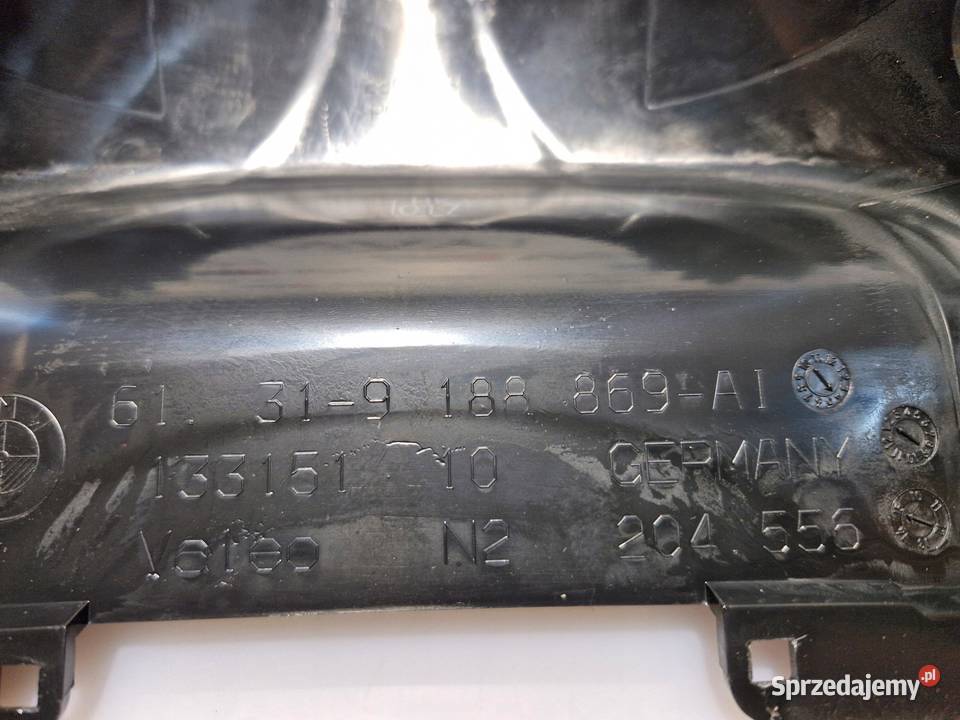 61. 31-9 188 869-AI
133151 10 GERMANY
Valeo N2 204 556
Sprzedajemy.pl